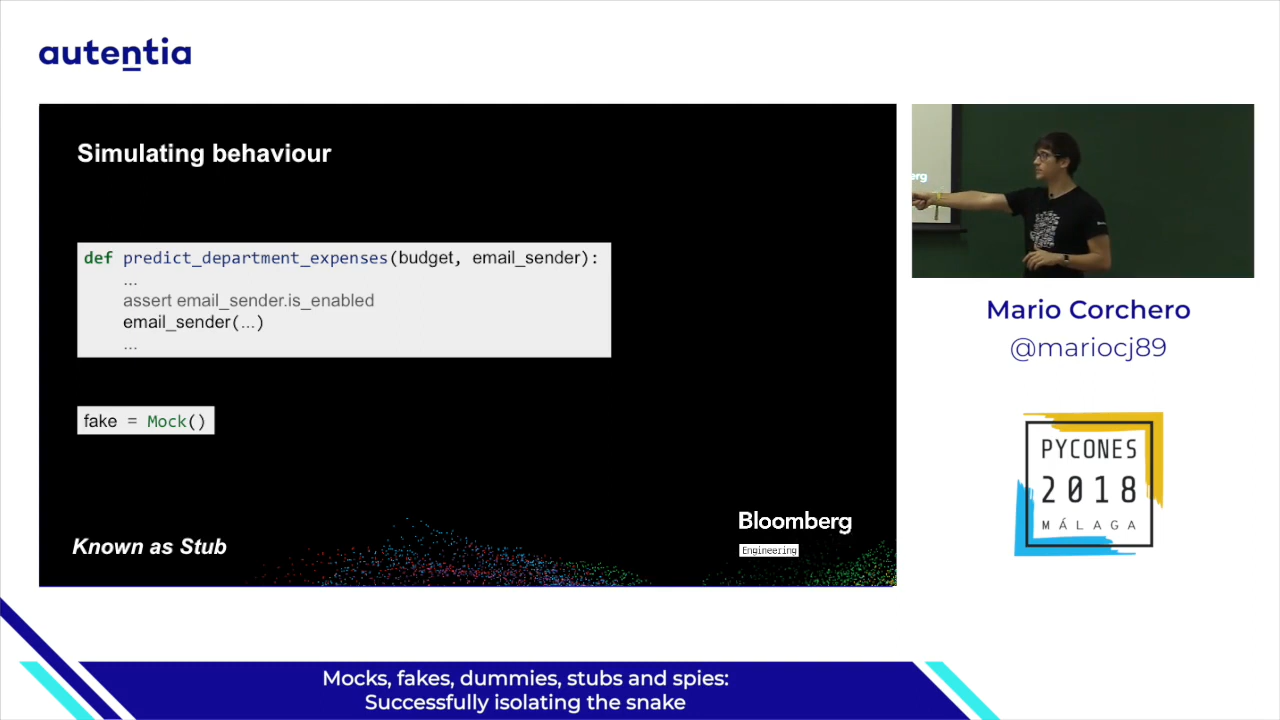 autentia
Simulating behaviour
def predict_department_expenses(budget, email_sender):
...
assert email_sender.is_enabled
email_sender(...)
...
fake = Mock()
Known as Stub
Bloomberg
Engineering
erg
Mario Corchero
@mariocj89
PYCONES
2018
MÁLAGA
Mocks, fakes, dummies, stubs and spies:
Successfully isolating the snake